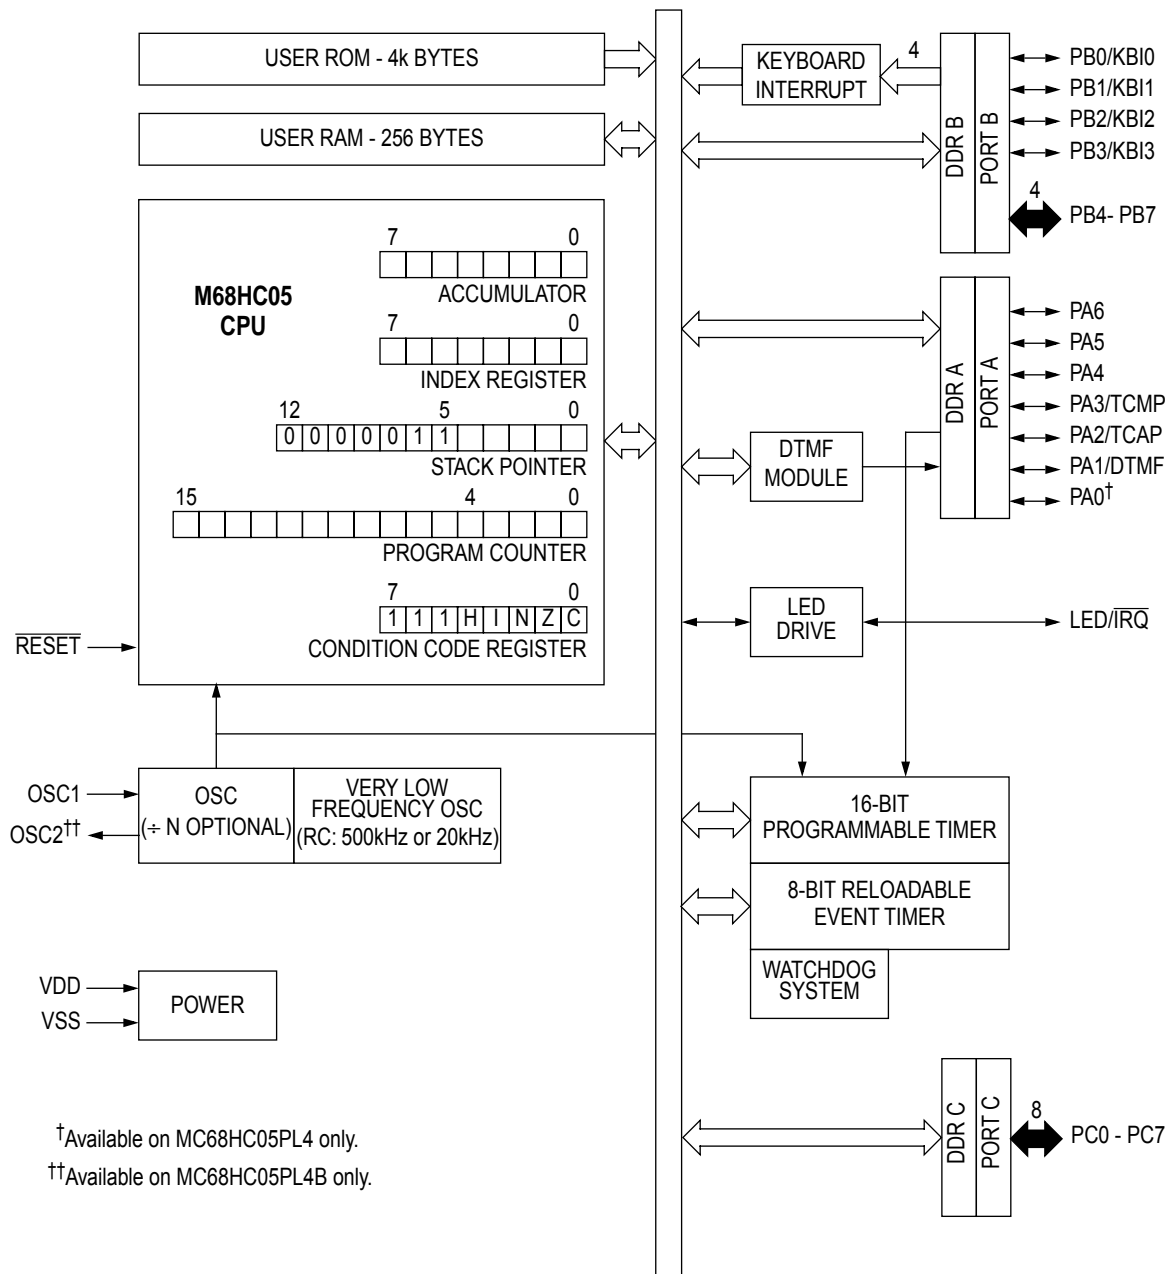 USER ROM - 4k BYTES
USER RAM - 256 BYTES
M68HC05
CPU
7 0
ACCUMULATOR
7 0
INDEX REGISTER
12 5 0
0 0 0 0 0 1 1
STACK POINTER
15 4 0
PROGRAM COUNTER
7 0
1 1 1 H I N Z C
CONDITION CODE REGISTER
RESET
OSC1
OSC2††
OSC
(÷ N OPTIONAL)
VERY LOW
FREQUENCY OSC
(RC: 500kHz or 20kHz)
VDD
VSS
POWER
†Available on MC68HC05PL4 only.
††Available on MC68HC05PL4B only.
KEYBOARD
INTERRUPT
4
DDR B
PORT B
PB0/KBI0
PB1/KBI1
PB2/KBI2
PB3/KBI3
4
PB4- PB7
DDR A
PORT A
PA6
PA5
PA4
PA3/TCMP
PA2/TCAP
PA1/DTMF
PA0†
DTMF
MODULE
LED
DRIVE
LED/IRQ
16-BIT
PROGRAMMABLE TIMER
8-BIT RELOADABLE
EVENT TIMER
WATCHDOG
SYSTEM
DDR C
PORT C
8
PC0 - PC7